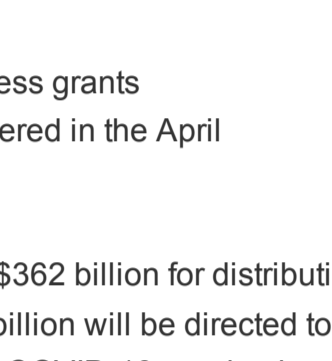 ess grants
ered in the April
$362 billion for distributi
billion will be directed to